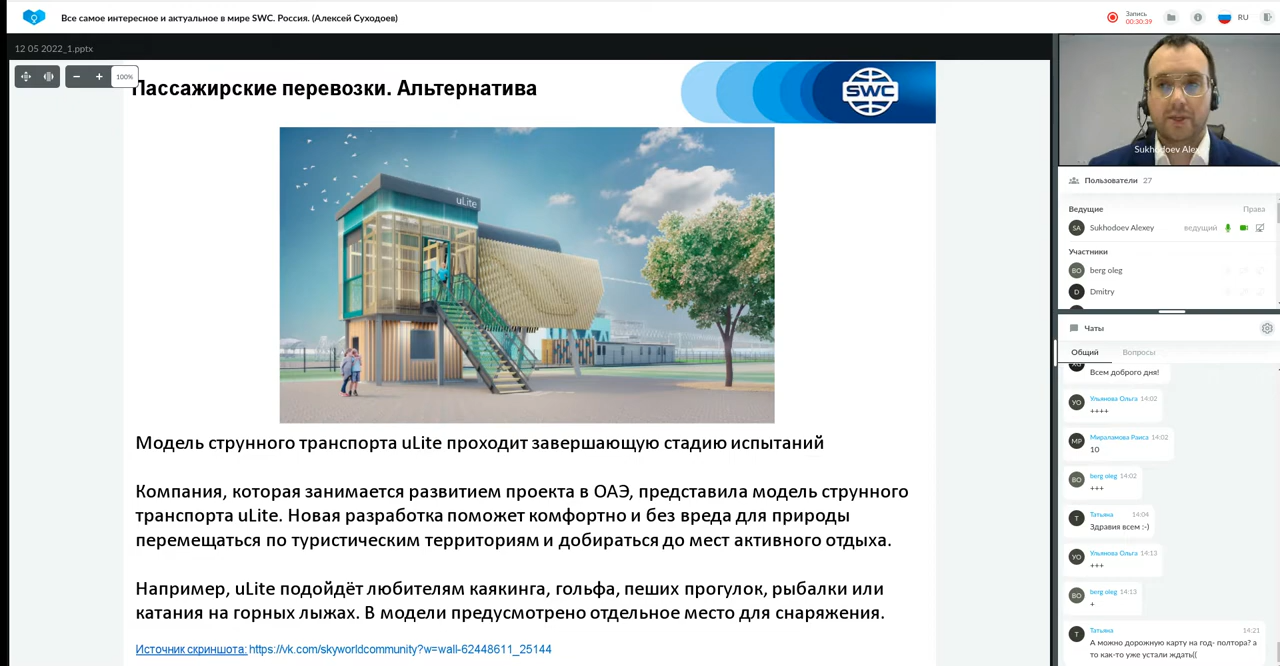 Все самое интересное и актуальное в мире SWC. Россия. (Алексей Суходоев)
Запись
00:30:39
RU
12 05 2022_1.pptx
100%
Пассажирские перевозки. Альтернатива
SWC
uLite
Модель струнного транспорта uLite проходит завершающую стадию испытаний
Компания, которая занимается развитием проекта в ОАЭ, представила модель струнного
транспорта uLite. Новая разработка поможет комфортно и без вреда для природы
перемещаться по туристическим территориям и добираться до мест активного отдыха.
Например, uLite подойдёт любителям каякинга, гольфа, пеших прогулок, рыбалки или
катания на горных лыжах. В модели предусмотрено отдельное место для снаряжения.
Источник скриншота: https://vk.com/skyworldcommunity?w=wall-62448611_25144
Sukhodoev Alex
Пользователи 27
Ведущие Права
SA Sukhodoev Alexey ведущий
Участники
BO berg oleg
D Dmitry
Чаты
Общий Вопросы
Всем доброго дня!
УО Ульянова Ольга 14:02
++++
МР Мираламова Раиса 14:02
10
BO berg oleg 14:02
+++
Т Татьяна 14:04
Здравия всем :-)
УО Ульянова Ольга 14:13
+++
BO berg oleg 14:13
+
Т Татьяна 14:21
А можно дорожную карту на год- полтора? а
то как-то уже устали ждать((